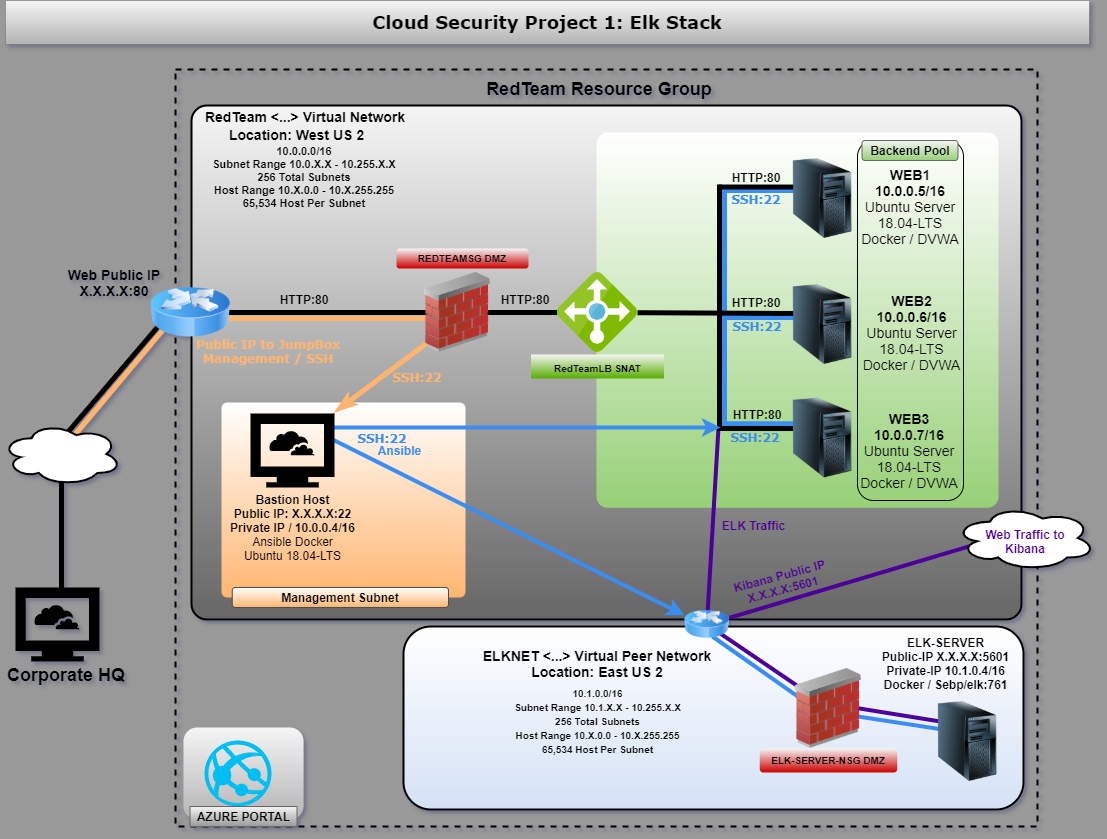 Cloud Security Project 1: Elk Stack
RedTeam Resource Group
RedTeam <...> Virtual Network
Location: West US 2
10.0.0.0/16
Subnet Range 10.0.X.X - 10.255.X.X
256 Total Subnets
Host Range 10.X.0.0 - 10.X.255.255
65,534 Host Per Subnet
Backend Pool
WEB1
10.0.0.5/16
Ubuntu Server
18.04-LTS
Docker / DVWA
HTTP:80
SSH:22
Web Public IP
X.X.X.X:80
HTTP:80
REDTEAMSG DMZ
HTTP:80
RedTeamLB SNAT
HTTP:80
SSH:22
WEB2
10.0.0.6/16
Ubuntu Server
18.04-LTS
Docker / DVWA
Public IP to JumpBox
Management / SSH
SSH:22
HTTP:80
SSH:22
WEB3
10.0.0.7/16
Ubuntu Server
18.04-LTS
Docker / DVWA
SSH:22
Ansible
Bastion Host
Public IP: X.X.X.X:22
Private IP / 10.0.0.4/16
Ansible Docker
Ubuntu 18.04-LTS
Management Subnet
ELK Traffic
Kibana Public IP
X.X.X.X:5601
Web Traffic to
Kibana
Corporate HQ
ELKNET <...> Virtual Peer Network
Location: East US 2
10.1.0.0/16
Subnet Range 10.1.X.X - 10.255.X.X
256 Total Subnets
Host Range 10.X.0.0 - 10.X.255.255
65,534 Host Per Subnet
ELK-SERVER
Public-IP X.X.X.X:5601
Private-IP 10.1.0.4/16
Docker / Sebp/elk:761
ELK-SERVER-NSG DMZ
AZURE PORTAL